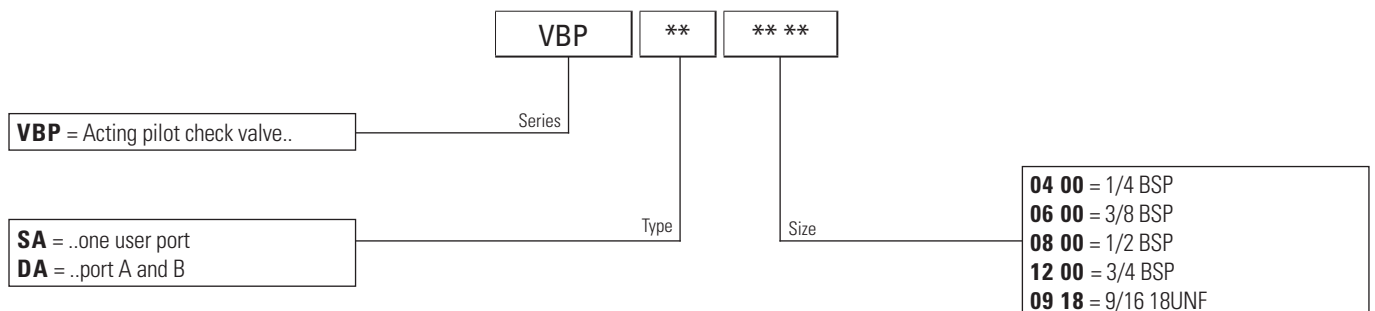 VBP ** ** **
Series
VBP = Acting pilot check valve..
Type
SA = ..one user port
DA = ..port A and B
Size
04 00 = 1/4 BSP
06 00 = 3/8 BSP
08 00 = 1/2 BSP
12 00 = 3/4 BSP
09 18 = 9/16 18UNF